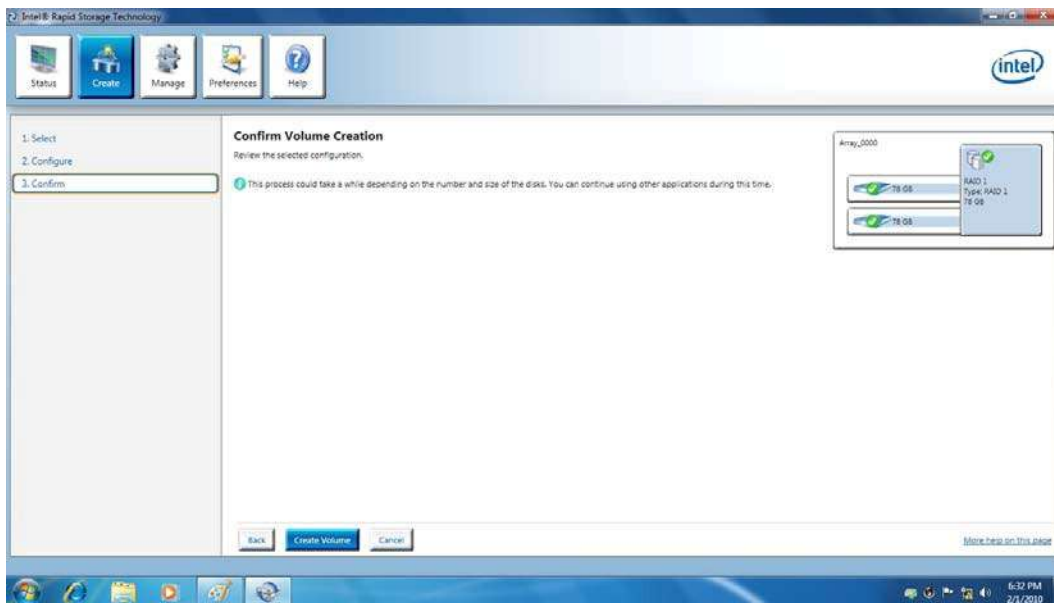 Intel® Rapid Storage Technology
Status
Create
Manage
Preferences
Help
intel
1. Select
2. Configure
3. Confirm
Confirm Volume Creation
Review the selected configuration.
This process could take a while depending on the number and size of the disks. You can continue using other applications during this time.
Array_0000
78 GB
78 GB
RAID 1
Type: RAID 1
78 GB
Back
Create Volume
Cancel
More help on this page
6:32 PM
2/1/2010